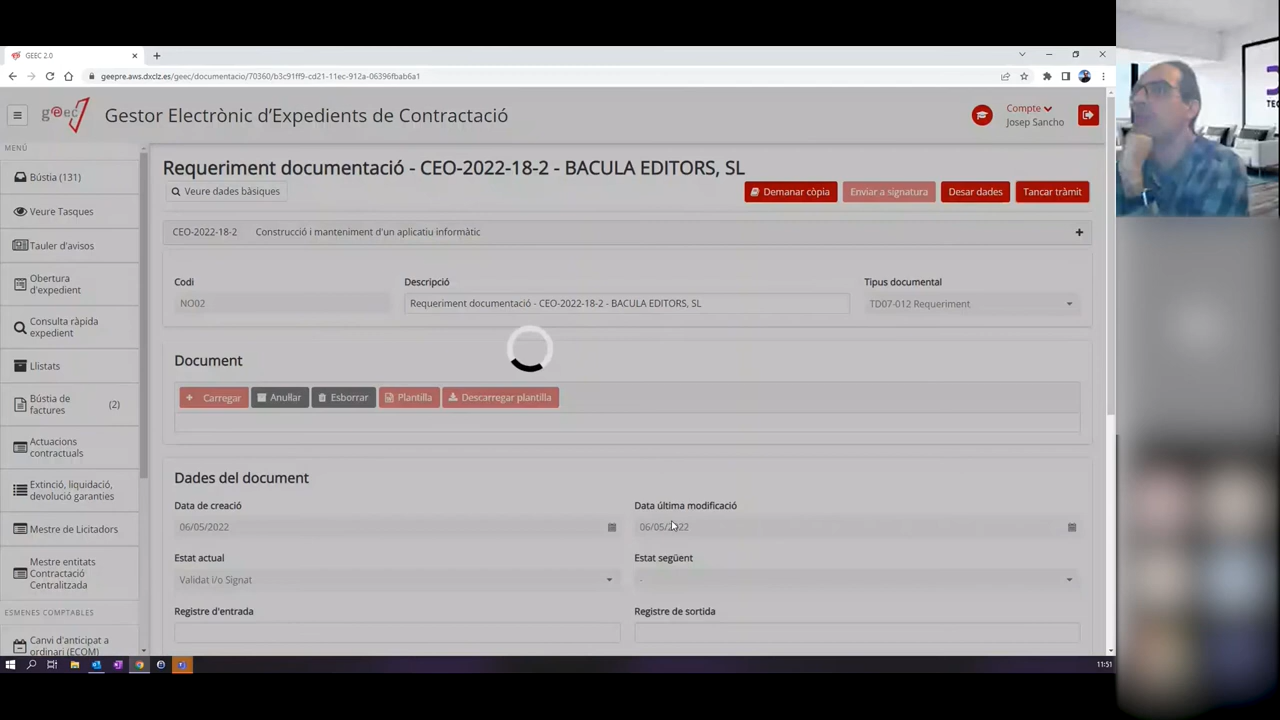 GEEC 2.0
geepre.aws.dxclz.es/geec/documentacio/70360/b3c91ff9-cd21-11ec-912a-06396fbab6a1
geec
Gestor Electrònic d'Expedients de Contractació
Compte
Josep Sancho
MENÚ
Bústia (131)
Veure Tasques
Tauler d'avisos
Obertura
d'expedient
Consulta ràpida
expedient
Llistats
Bústia de
factures
(2)
Actuacions
contractuals
Extinció, liquidació,
devolució garanties
Mestre de Licitadors
Mestre entitats
Contractació
Centralitzada
ESMENES COMPTABLES
Canvi d'anticipat a
ordinari (ECOM)
Requeriment documentació - CEO-2022-18-2 - BACULA EDITORS, SL
Veure dades bàsiques
Demanar còpia
Enviar a signatura
Desar dades
Tancar tràmit
CEO-2022-18-2 Construcció i manteniment d'un aplicatiu informàtic
Codi
NO02
Descripció
Requeriment documentació - CEO-2022-18-2 - BACULA EDITORS, SL
Tipus documental
TD07-012 Requeriment
Document
+ Carregar
Anul·lar
Esborrar
Plantilla
Descarregar plantilla
Dades del document
Data de creació
06/05/2022
Data última modificació
06/05/2022
Estat actual
Validat i/o Signat
Estat següent
-
Registre d'entrada
Registre de sortida
11:51
TEC